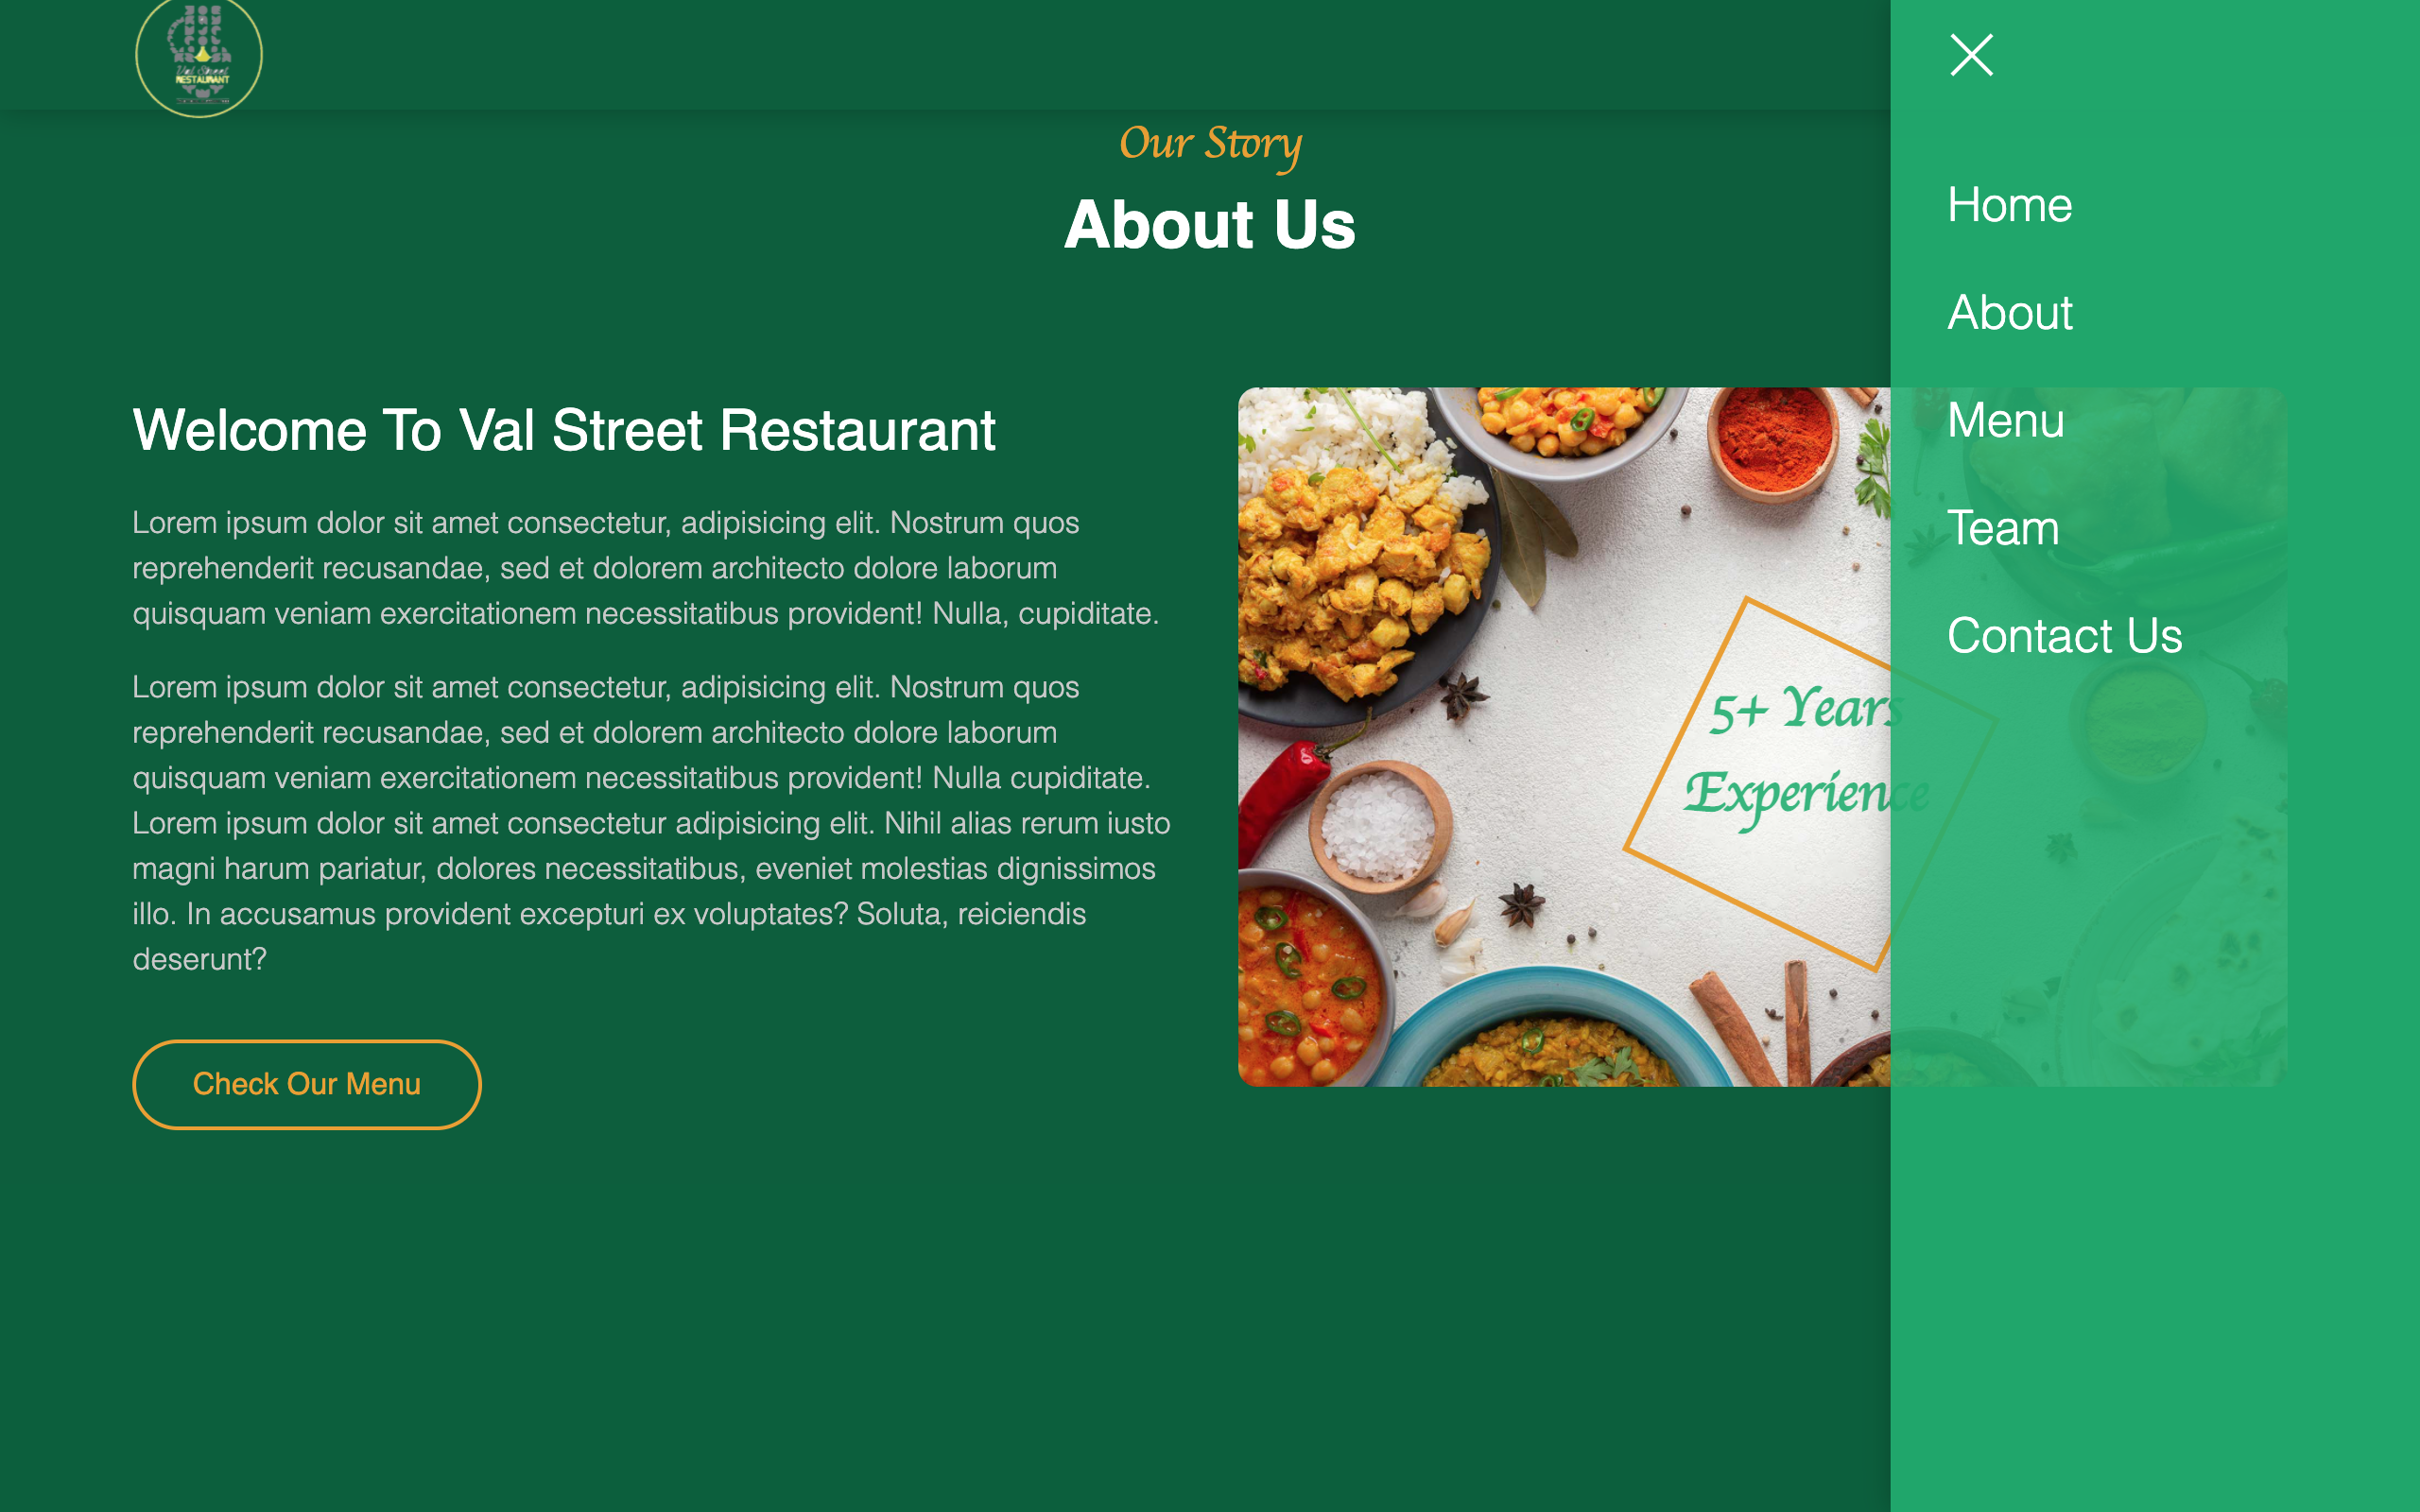 Val Street
RESTAURANT
Our Story
About Us
Home
About
Menu
Team
Contact Us
Welcome To Val Street Restaurant
Lorem ipsum dolor sit amet consectetur, adipisicing elit. Nostrum quos
reprehenderit recusandae, sed et dolorem architecto dolore laborum
quisquam veniam exercitationem necessitatibus provident! Nulla, cupiditate.
Lorem ipsum dolor sit amet consectetur, adipisicing elit. Nostrum quos
reprehenderit recusandae, sed et dolorem architecto dolore laborum
quisquam veniam exercitationem necessitatibus provident! Nulla cupiditate.
Lorem ipsum dolor sit amet consectetur adipisicing elit. Nihil alias rerum iusto
magni harum pariatur, dolores necessitatibus, eveniet molestias dignissimos
illo. In accusamus provident excepturi ex voluptates? Soluta, reiciendis
deserunt?
Check Our Menu
5+ Years
Experience